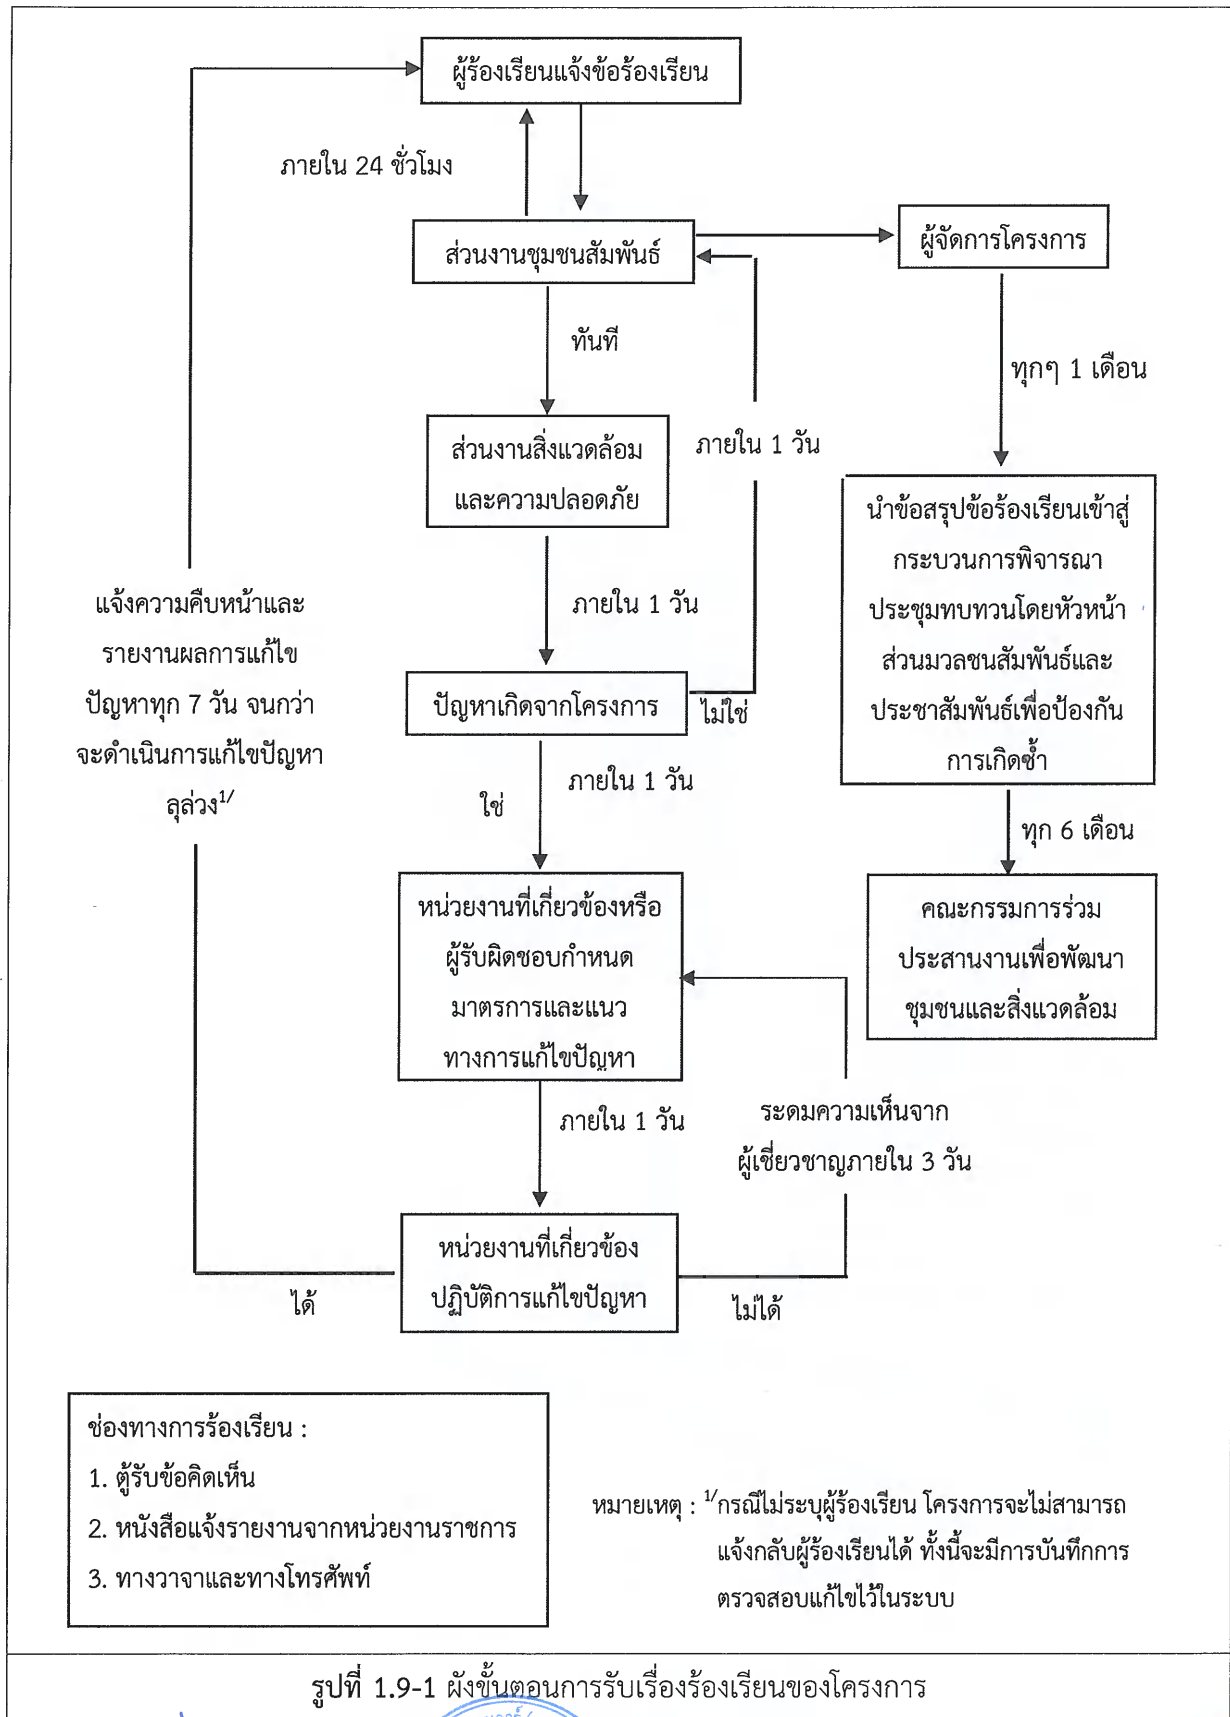 ผู้ร้องเรียนแจ้งข้อร้องเรียน
ภายใน 24 ชั่วโมง
ส่วนงานชุมชนสัมพันธ์
ผู้จัดการโครงการ
ทันที
ทุกๆ 1 เดือน
ส่วนงานสิ่งแวดล้อม
และความปลอดภัย
ภายใน 1 วัน
นำข้อสรุปข้อร้องเรียนเข้าสู่
กระบวนการพิจารณา
ประชุมทบทวนโดยหัวหน้า
ส่วนมวลชนสัมพันธ์และ
ประชาสัมพันธ์เพื่อป้องกัน
การเกิดซ้ำ
ภายใน 1 วัน
แจ้งความคืบหน้าและ
รายงานผลการแก้ไข
ปัญหาทุก 7 วัน จนกว่า
จะดำเนินการแก้ไขปัญหา
ลุล่วง1/
ปัญหาเกิดจากโครงการ
ไม่ใช่
ภายใน 1 วัน
ใช่
ทุก 6 เดือน
หน่วยงานที่เกี่ยวข้องหรือ
ผู้รับผิดชอบกำหนด
มาตรการและแนว
ทางการแก้ไขปัญหา
คณะกรรมการร่วม
ประสานงานเพื่อพัฒนา
ชุมชนและสิ่งแวดล้อม
ภายใน 1 วัน
ระดมความเห็นจาก
ผู้เชี่ยวชาญภายใน 3 วัน
หน่วยงานที่เกี่ยวข้อง
ปฏิบัติการแก้ไขปัญหา
ได้
ไม่ได้
ช่องทางการร้องเรียน :
1. ตู้รับข้อคิดเห็น
2. หนังสือแจ้งรายงานจากหน่วยงานราชการ
3. ทางวาจาและทางโทรศัพท์
หมายเหตุ : 1/กรณีไม่ระบุผู้ร้องเรียน โครงการจะไม่สามารถ
แจ้งกลับผู้ร้องเรียนได้ ทั้งนี้จะมีการบันทึกการ
ตรวจสอบแก้ไขไว้ในระบบ
รูปที่ 1.9-1 ผังขั้นตอนการรับเรื่องร้องเรียนของโครงการ